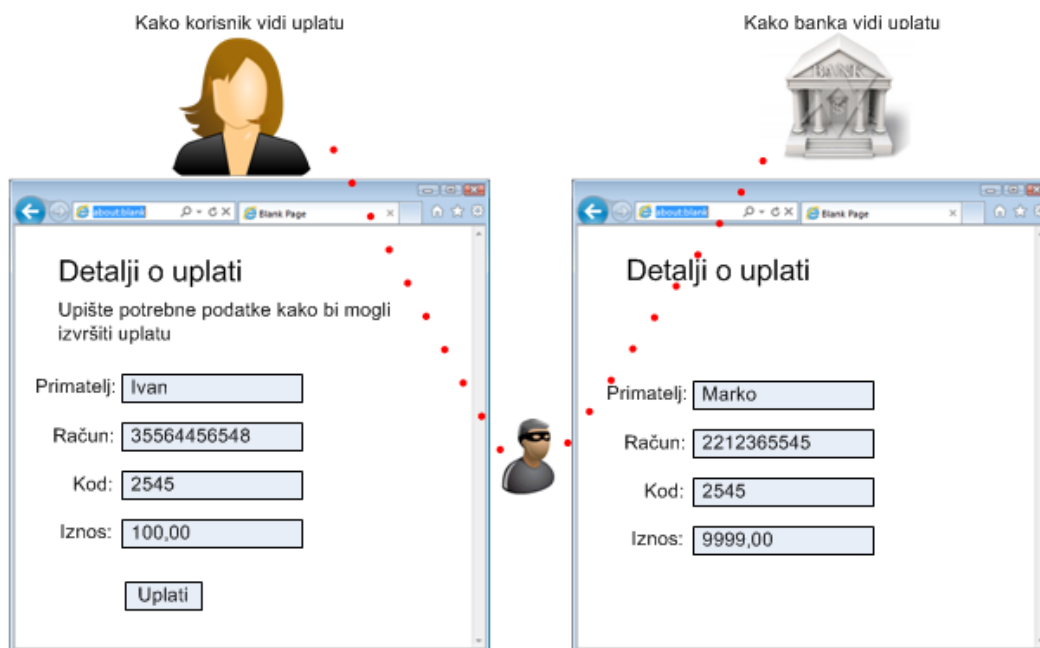 Kako korisnik vidi uplatu
Kako banka vidi uplatu
BANK
about:blank
Blank Page
Detalji o uplati
Upište potrebne podatke kako bi mogli
izvršiti uplatu
Primatelj: Ivan
Račun: 35564456548
Kod: 2545
Iznos: 100,00
Uplati
about:blank
Blank Page
Detalji o uplati
Primatelj: Marko
Račun: 2212365545
Kod: 2545
Iznos: 9999,00